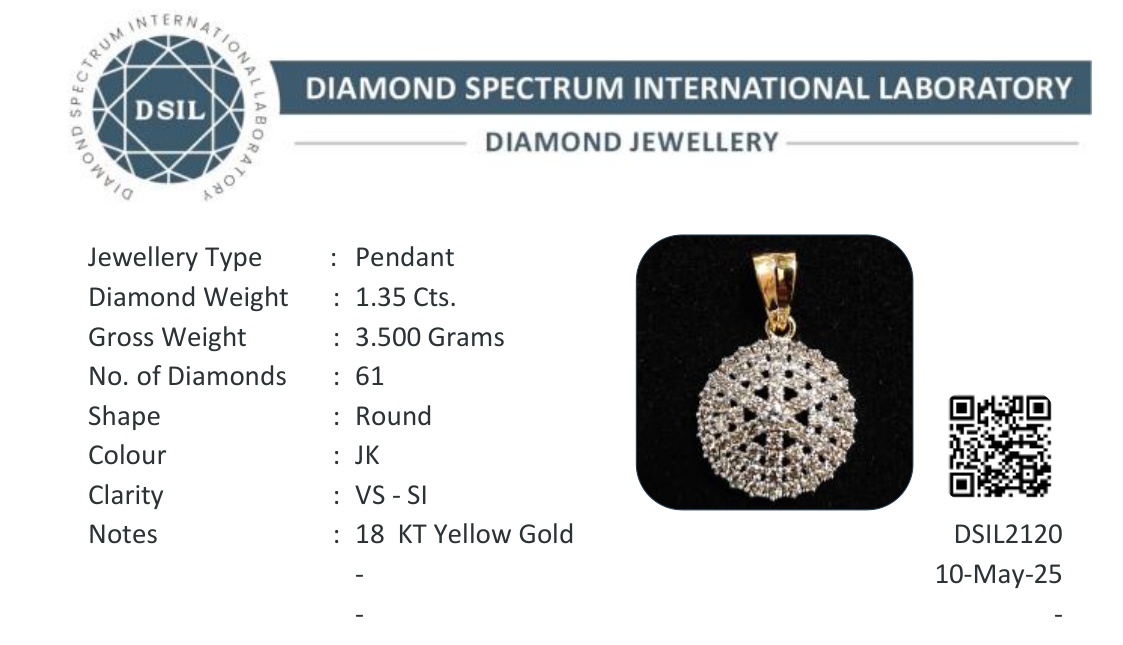 DIAMOND SPECTRUM INTERNATIONAL LABORATORY
DSIL
DIAMOND SPECTRUM INTERNATIONAL LABORATORY
DIAMOND JEWELLERY
Jewellery Type : Pendant
Diamond Weight : 1.35 Cts.
Gross Weight : 3.500 Grams
No. of Diamonds : 61
Shape : Round
Colour : JK
Clarity : VS - SI
Notes : 18 KT Yellow Gold
-
-
DSIL2120
10-May-25
-